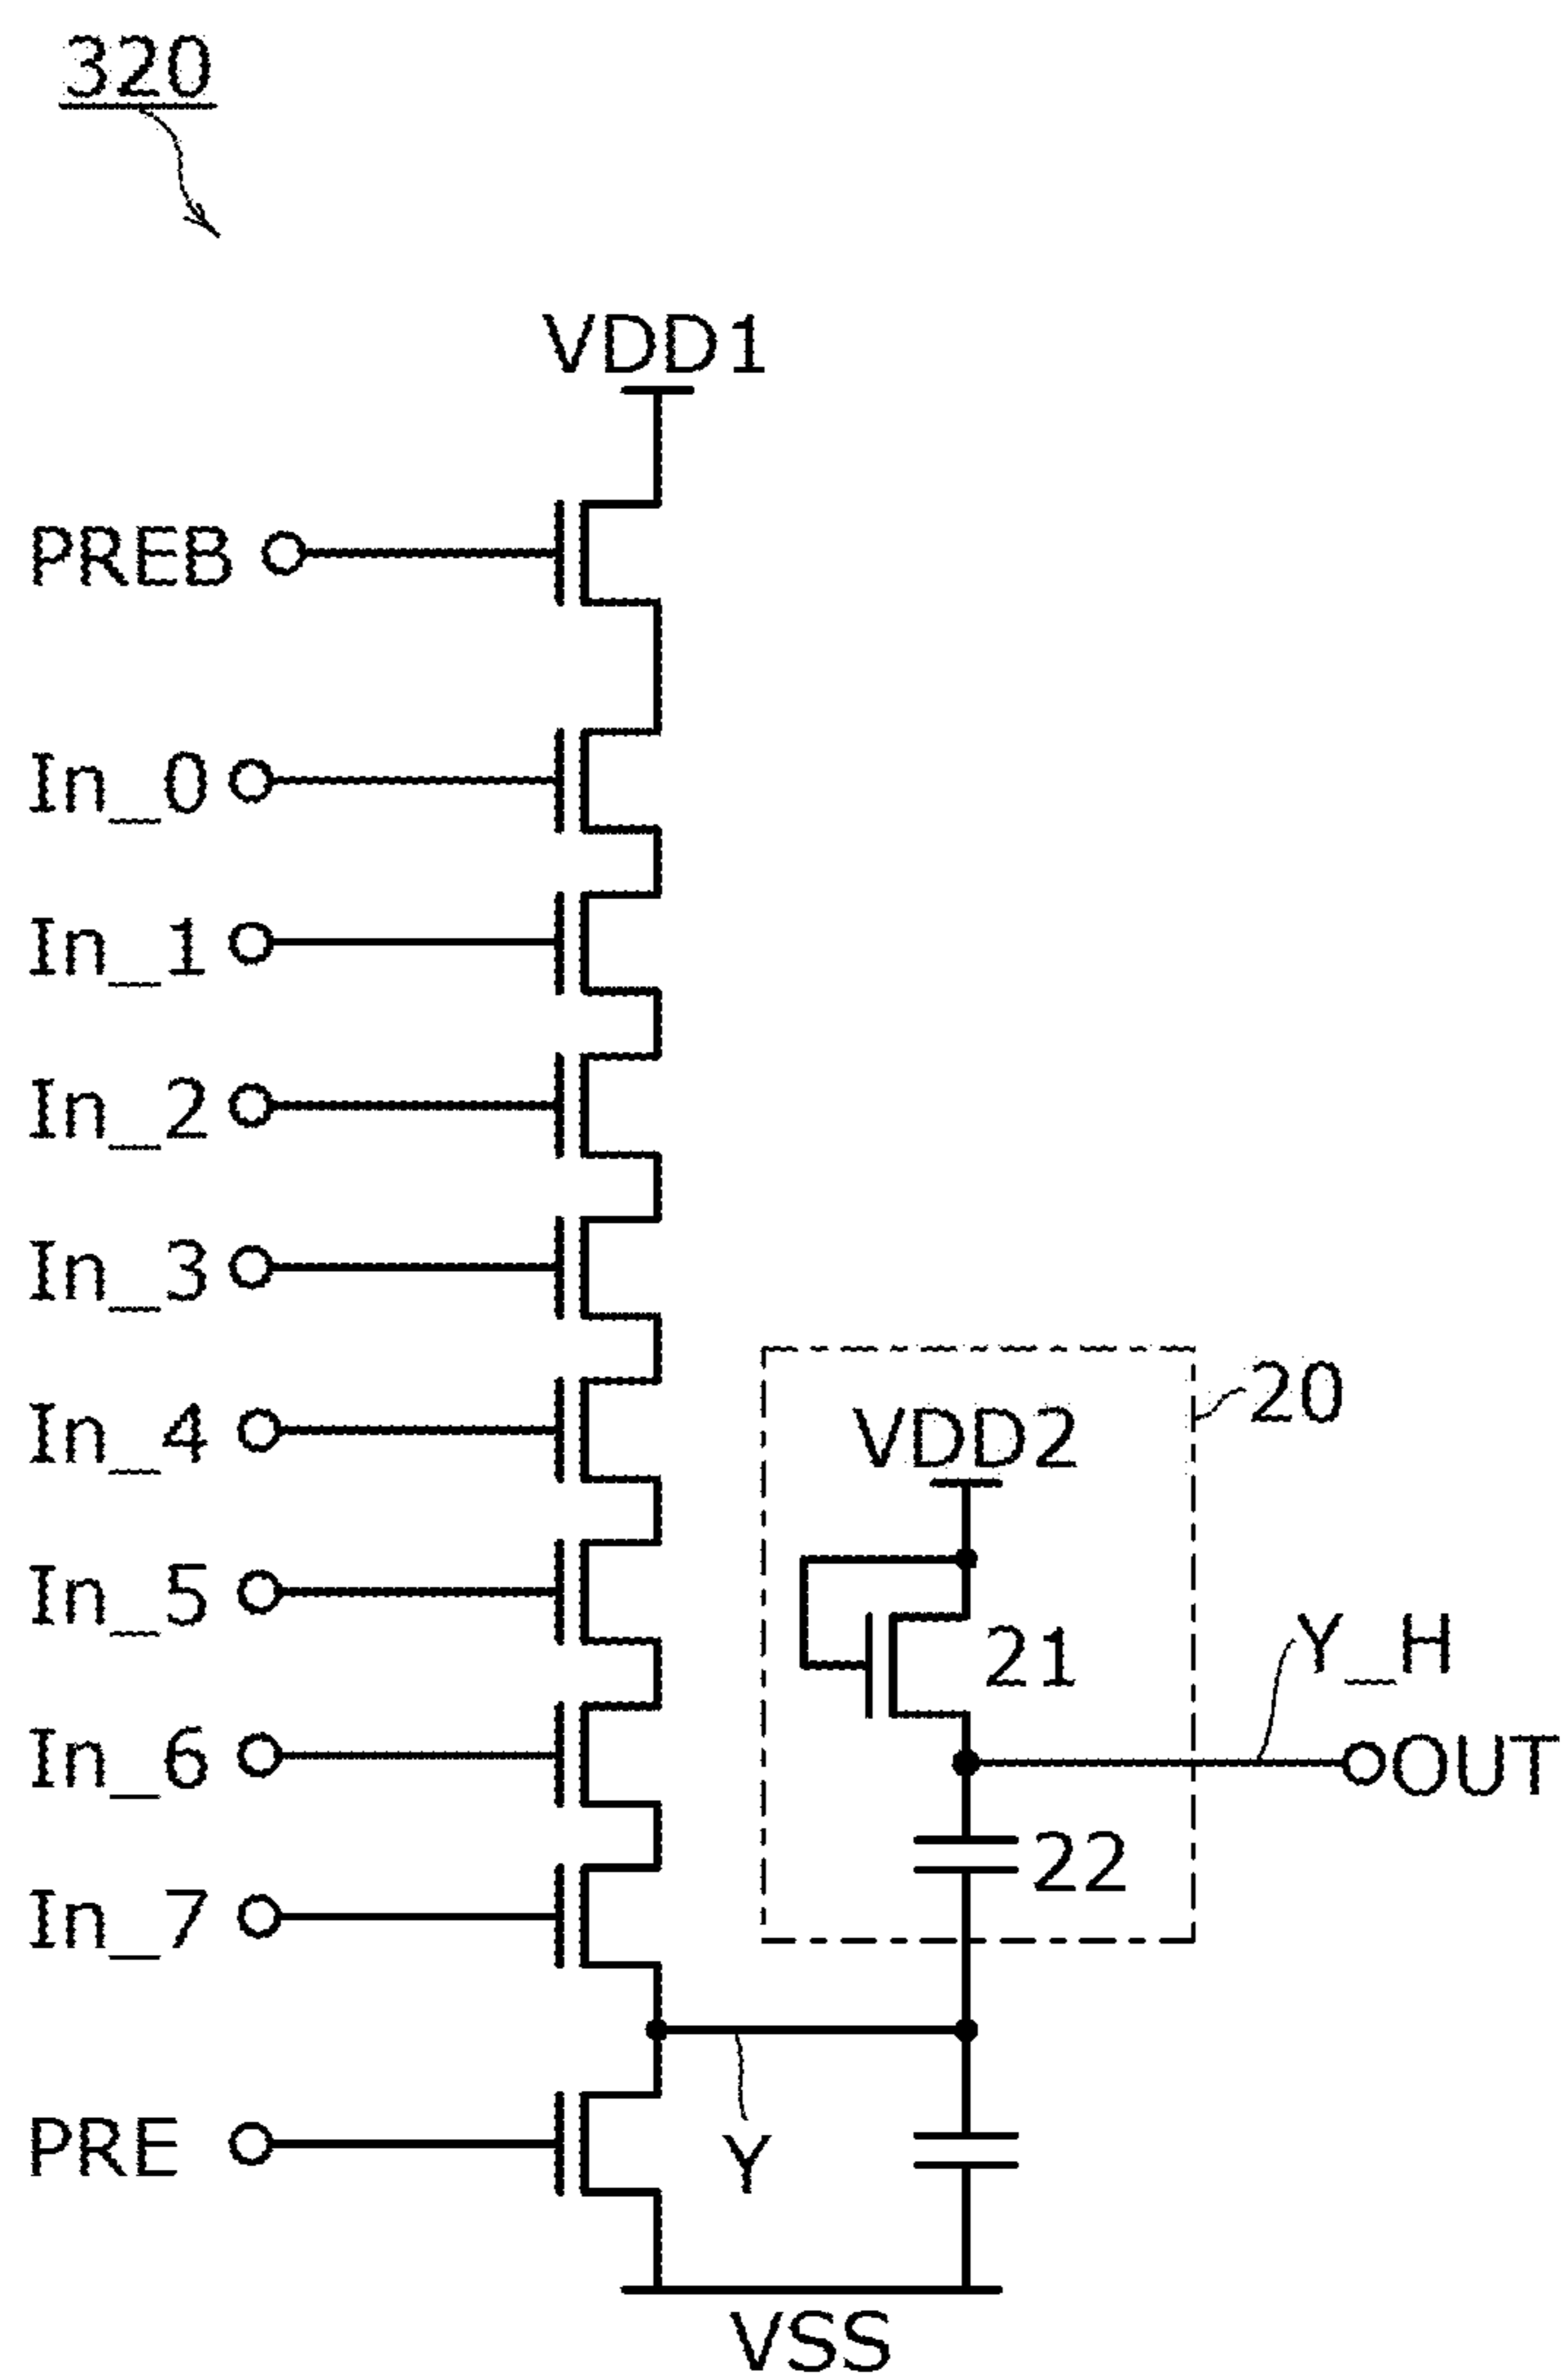 320
VDD1
PREB
In_0
In_1
In_2
In_3
In_4
20
VDD2
In_5
21
Y_H
In_6
OUT
22
In_7
PRE
Y
VSS